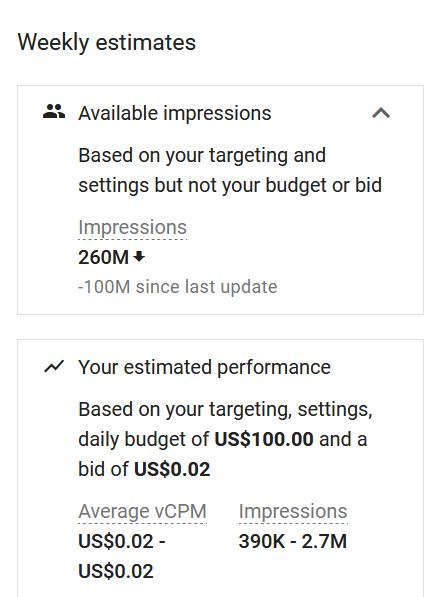 Weekly estimates
Available impressions
Based on your targeting and
settings but not your budget or bid
Impressions
260M
-100M since last update
Your estimated performance
Based on your targeting, settings,
daily budget of US$100.00 and a
bid of US$0.02
Average vCPM Impressions
US$0.02 - 390K - 2.7M
US$0.02